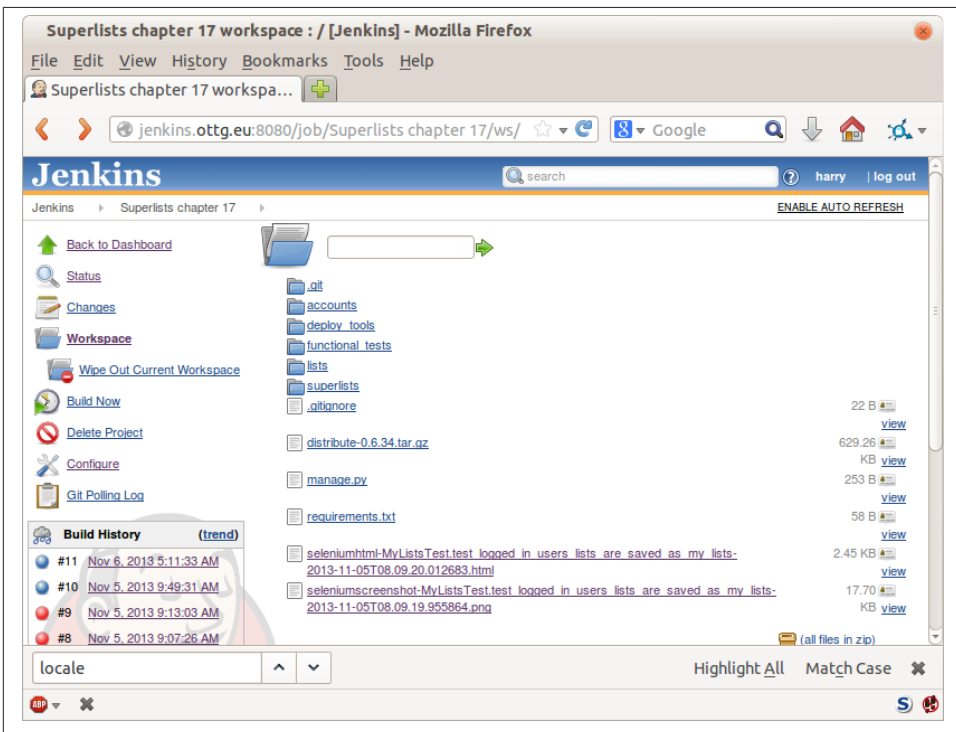 Superlists chapter 17 workspace : / [Jenkins] - Mozilla Firefox
File Edit View History Bookmarks Tools Help
Superlists chapter 17 workspa...
jenkins.ottg.eu:8080/job/Superlists chapter 17/ws/
Google
Jenkins
search
harry | log out
Jenkins
Superlists chapter 17
ENABLE AUTO REFRESH
Back to Dashboard
Status
Changes
Workspace
Wipe Out Current Workspace
Build Now
Delete Project
Configure
Git Polling Log
Build History (trend)
#11 Nov 6, 2013 5:11:33 AM
#10 Nov 5, 2013 9:49:31 AM
#9 Nov 5, 2013 9:13:03 AM
#8 Nov 5, 2013 9:07:26 AM
.git
accounts
deploy_tools
functional_tests
lists
superlists
.gitignore 22 B
view
distribute-0.6.34.tar.gz 629.26
KB view
manage.py 253 B
view
requirements.txt 58 B
view
seleniumhtml-MyListsTest.test_logged_in_users_lists_are_saved_as_my_lists- 2.45 KB
2013-11-05T08.09.20.012683.html view
seleniumscreenshot-MyListsTest.test_logged_in_users_lists_are_saved_as_my_lists- 17.70
2013-11-05T08.09.19.955864.png KB view
(all files in zip)
locale
Highlight All Match Case
ABP
S